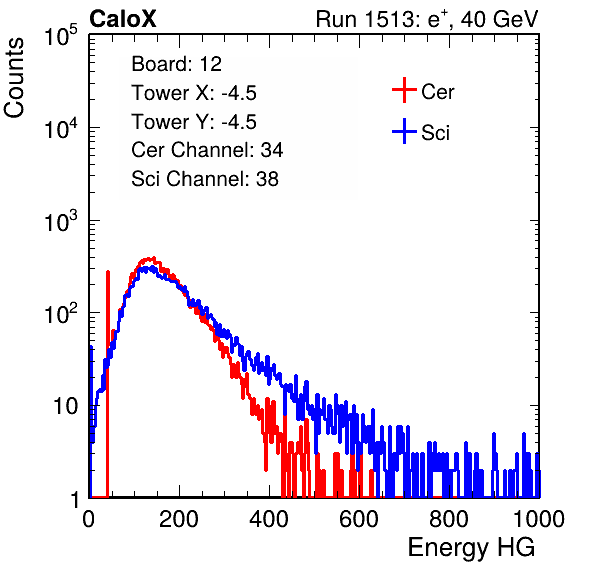 CaloX Run 1513: e⁺, 40 GeV
Counts
10⁵
10⁴
10³
10²
10
1
Board: 12
Tower X: -4.5
Tower Y: -4.5
Cer Channel: 34
Sci Channel: 38
Cer
Sci
0 200 400 600 800 1000
Energy HG